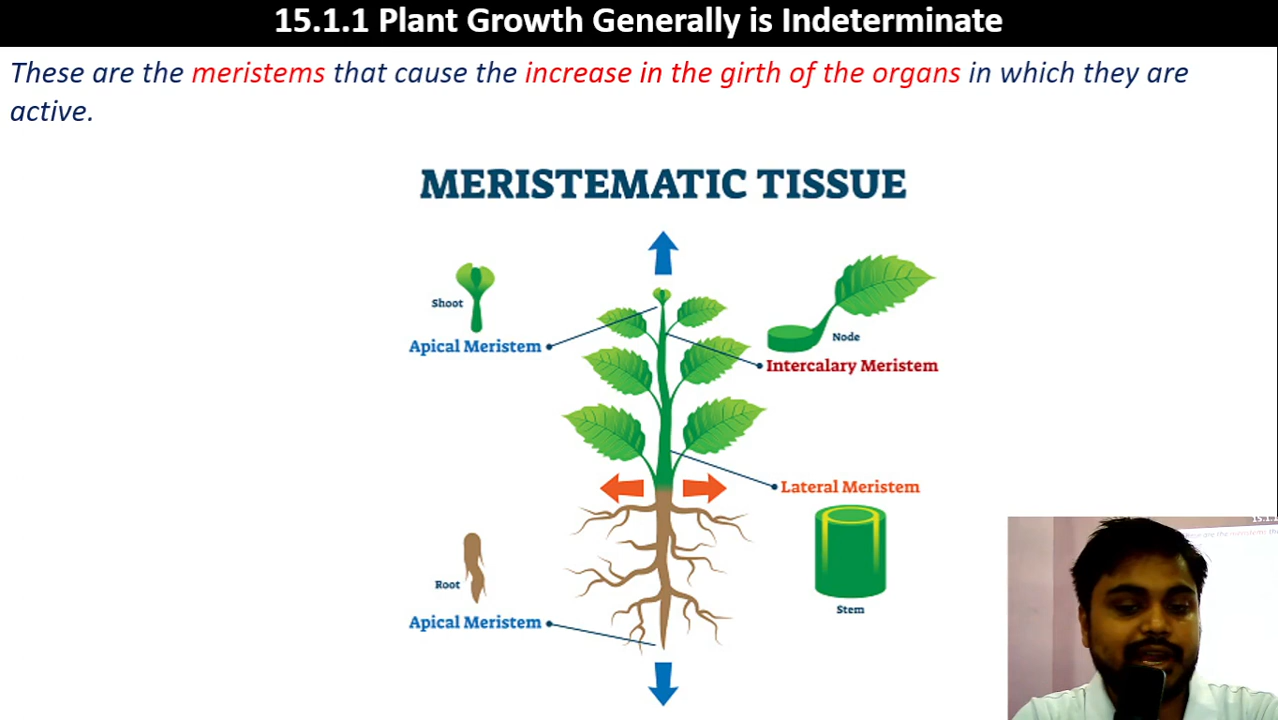 15.1.1 Plant Growth Generally is Indeterminate
These are the meristems that cause the increase in the girth of the organs in which they are
active.
MERISTEMATIC TISSUE
Shoot
Apical Meristem
Node
Intercalary Meristem
Lateral Meristem
Root
Stem
Apical Meristem